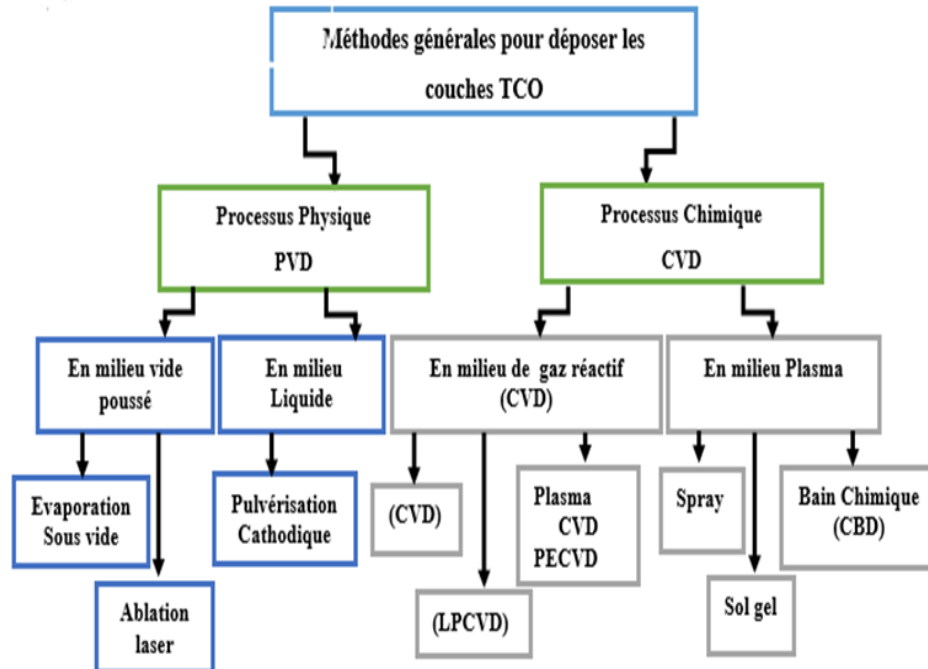 Méthodes générales pour déposer les
couches TCO
Processus Physique
PVD
Processus Chimique
CVD
En milieu vide
poussé
En milieu
Liquide
En milieu de gaz réactif
(CVD)
En milieu Plasma
Evaporation
Sous vide
Pulvérisation
Cathodique
(CVD)
Plasma
CVD
PECVD
Spray
Bain Chimique
(CBD)
Ablation
laser
(LPCVD)
Sol gel